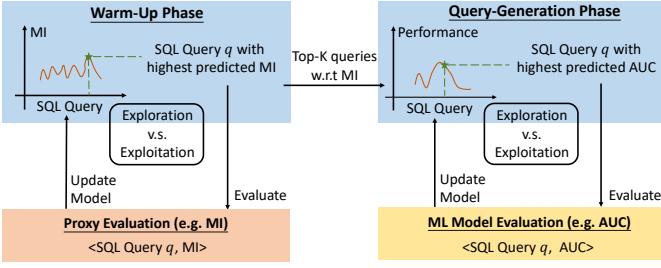 Warm-Up Phase
MI
SQL Query q with
highest predicted MI
SQL Query
Exploration
v.s.
Exploitation
Update
Model
Evaluate
Proxy Evaluation (e.g. MI)
<SQL Query q, MI>
Top-K queries
w.r.t MI
Query-Generation Phase
Performance
SQL Query q with
highest predicted AUC
SQL Query
Exploration
v.s.
Exploitation
Update
Model
Evaluate
ML Model Evaluation (e.g. AUC)
<SQL Query q, AUC>